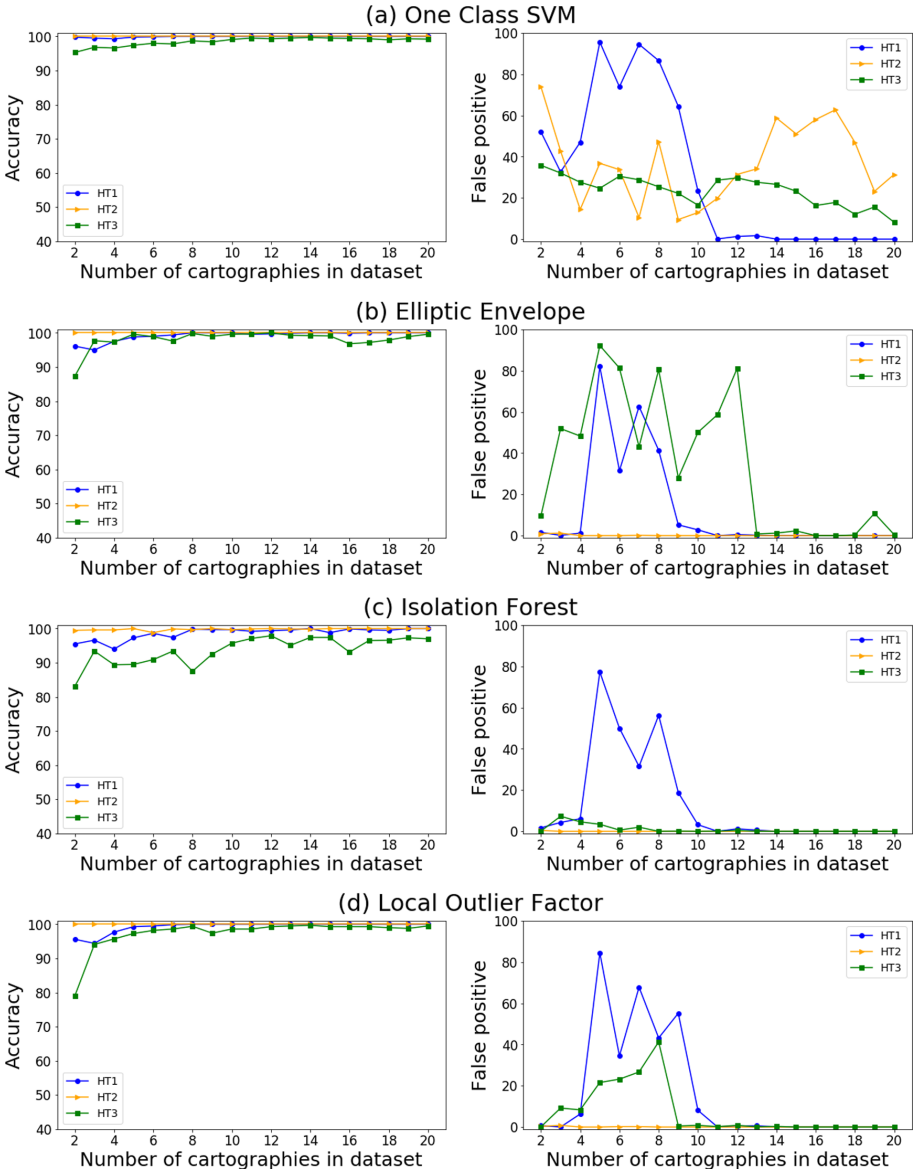 (a) One Class SVM
Accuracy
100
90
80
70
60
50
40
HT1
HT2
HT3
2 4 6 8 10 12 14 16 18 20
Number of cartographies in dataset
False positive
100
80
60
40
20
0
HT1
HT2
HT3
2 4 6 8 10 12 14 16 18 20
Number of cartographies in dataset
(b) Elliptic Envelope
Accuracy
100
90
80
70
60
50
40
HT1
HT2
HT3
2 4 6 8 10 12 14 16 18 20
Number of cartographies in dataset
False positive
100
80
60
40
20
0
HT1
HT2
HT3
2 4 6 8 10 12 14 16 18 20
Number of cartographies in dataset
(c) Isolation Forest
Accuracy
100
90
80
70
60
50
40
HT1
HT2
HT3
2 4 6 8 10 12 14 16 18 20
Number of cartographies in dataset
False positive
100
80
60
40
20
0
HT1
HT2
HT3
2 4 6 8 10 12 14 16 18 20
Number of cartographies in dataset
(d) Local Outlier Factor
Accuracy
100
90
80
70
60
50
40
HT1
HT2
HT3
2 4 6 8 10 12 14 16 18 20
Number of cartographies in dataset
False positive
100
80
60
40
20
0
HT1
HT2
HT3
2 4 6 8 10 12 14 16 18 20
Number of cartographies in dataset